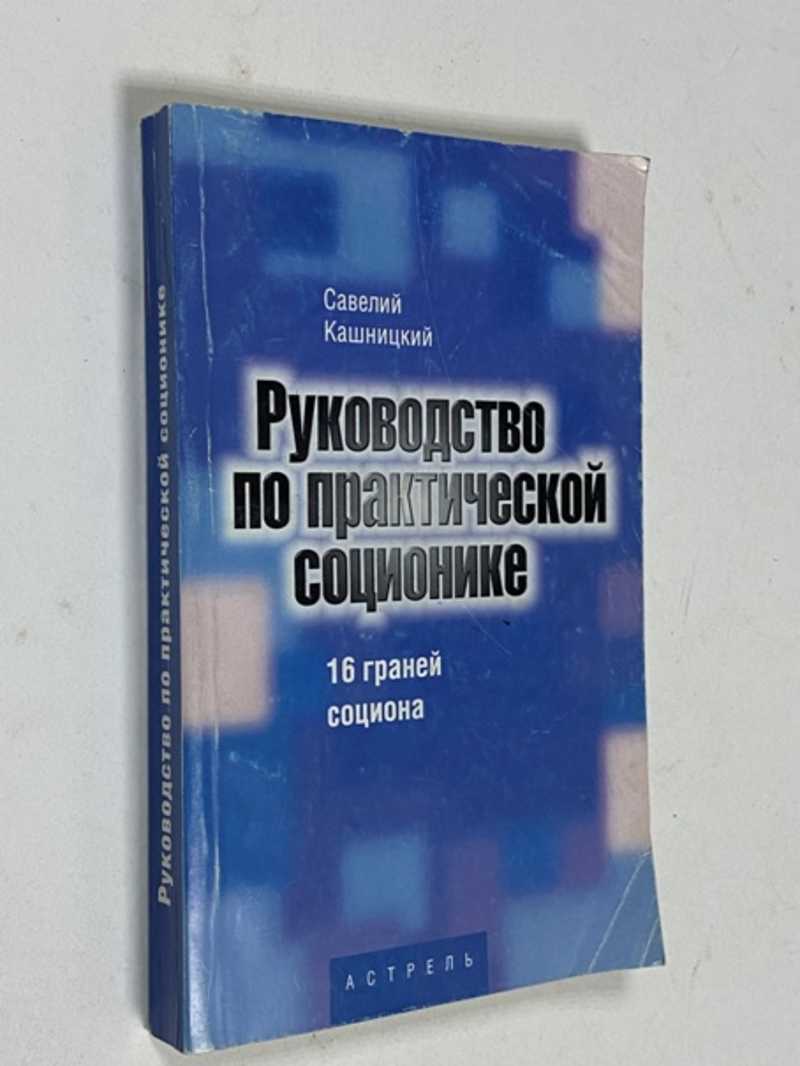 Руководство по практической соционике
Савелий
Кашницкий
Руководство
по практической
соционике
16 граней
социона
АСТРЕЛЬ